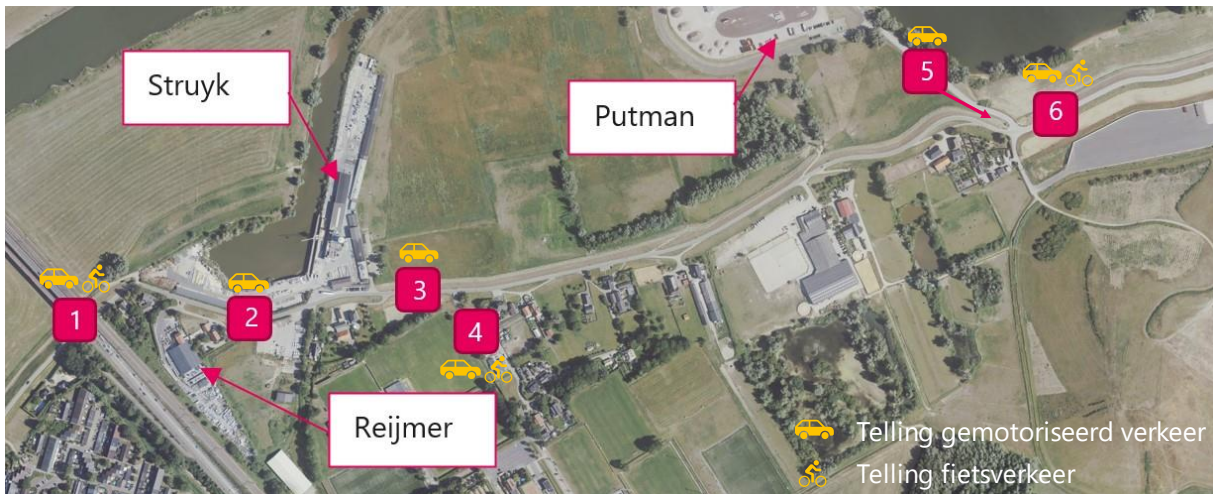 Struyk
Putman
5
6
1
2
3
4
Reijmer
Telling gemotoriseerd verkeer
Telling fietsverkeer